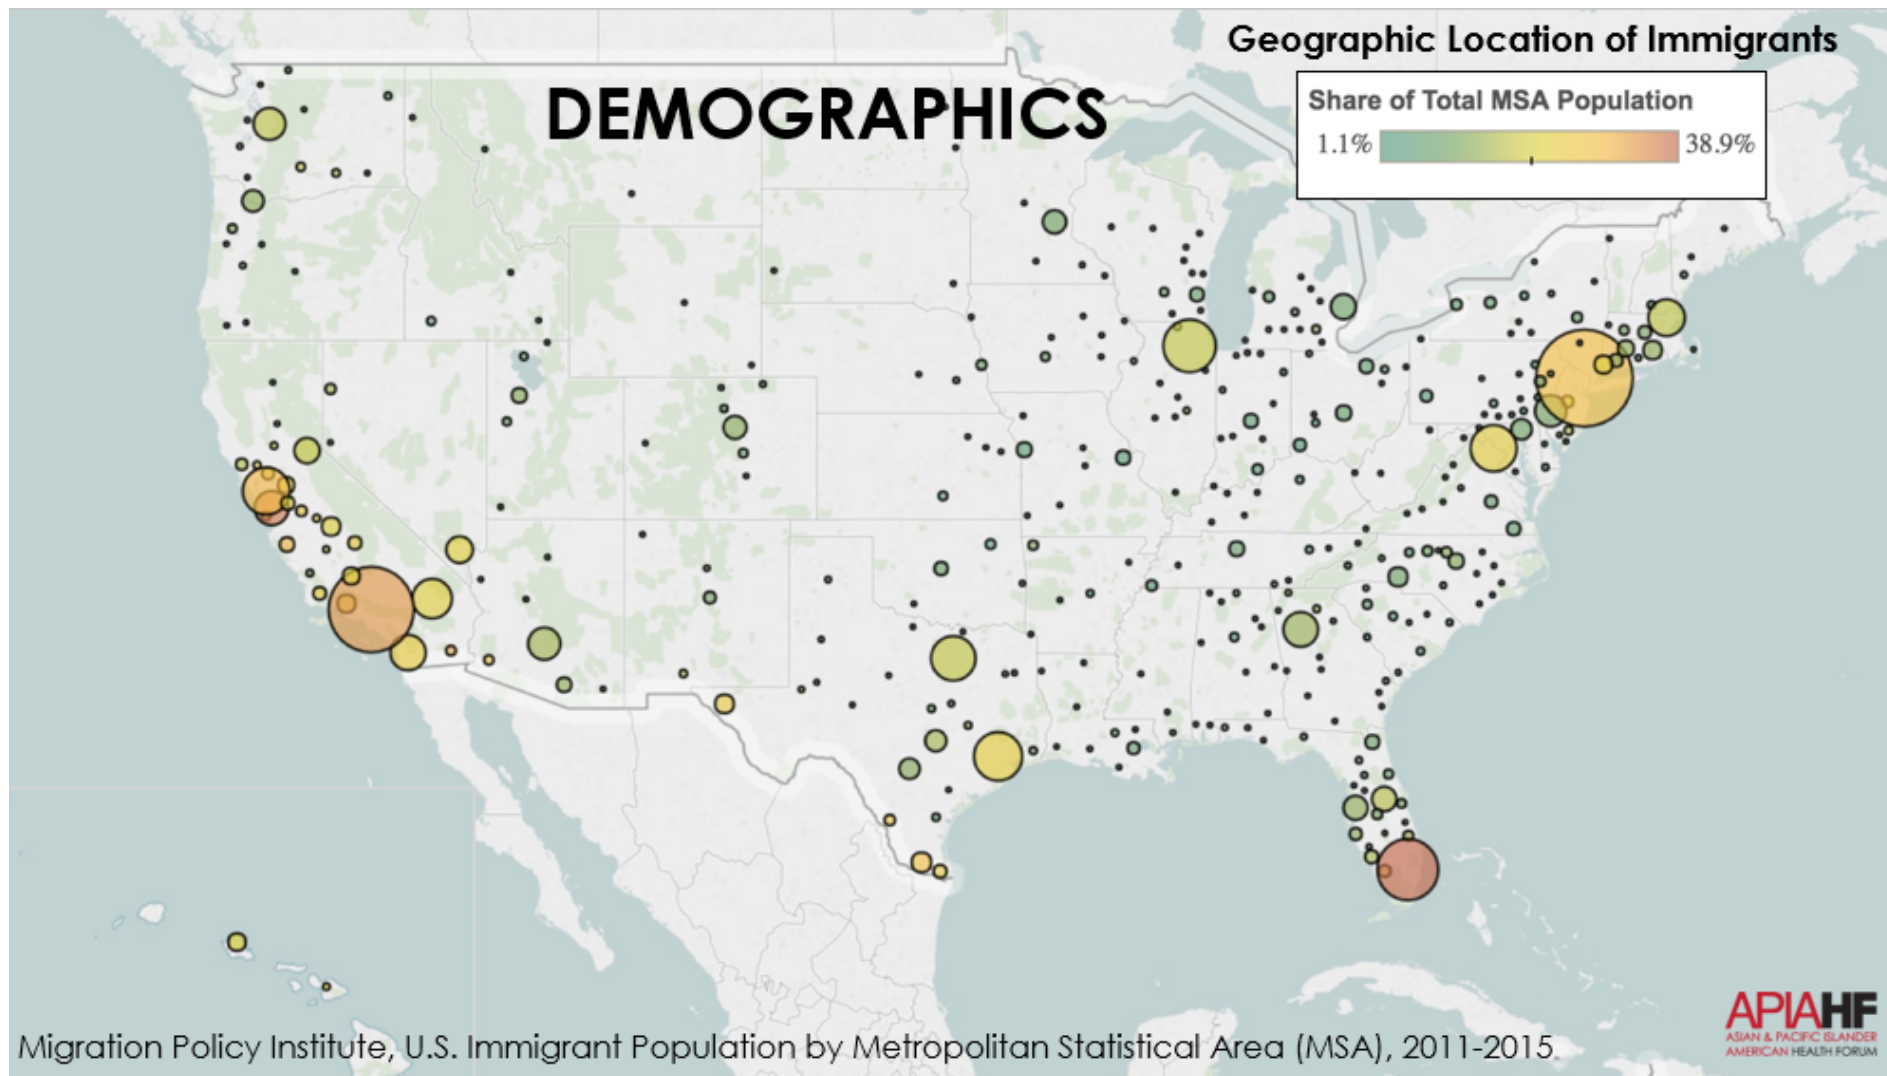 Geographic Location of Immigrants
DEMOGRAPHICS
Share of Total MSA Population
1.1%
38.9%
Migration Policy Institute, U.S. Immigrant Population by Metropolitan Statistical Area (MSA), 2011-2015
APIAHF
ASIAN & PACIFIC ISLANDER
AMERICAN HEALTH FORUM